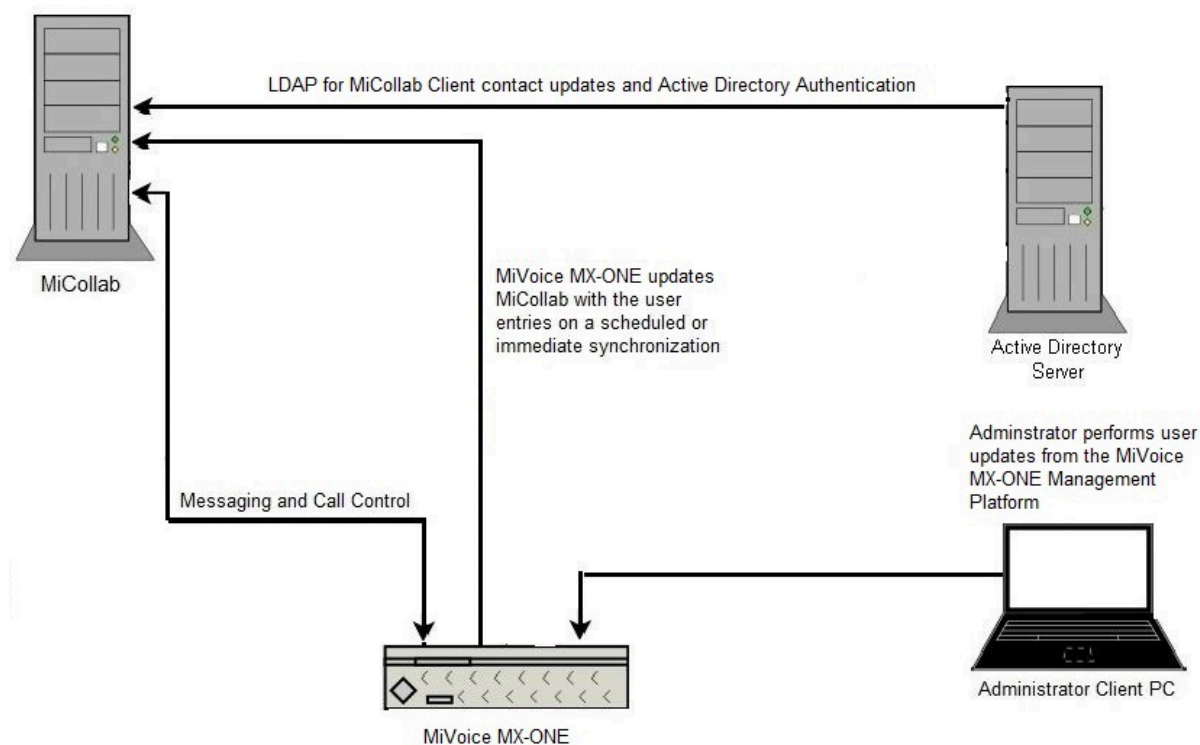 LDAP for MiCollab Client contact updates and Active Directory Authentication
MiCollab
MiVoice MX-ONE updates
MiCollab with the user
entries on a scheduled or
immediate synchronization
Active Directory
Server
Adminstrator performs user
updates from the MiVoice
MX-ONE Management
Platform
Messaging and Call Control
Administrator Client PC
MiVoice MX-ONE